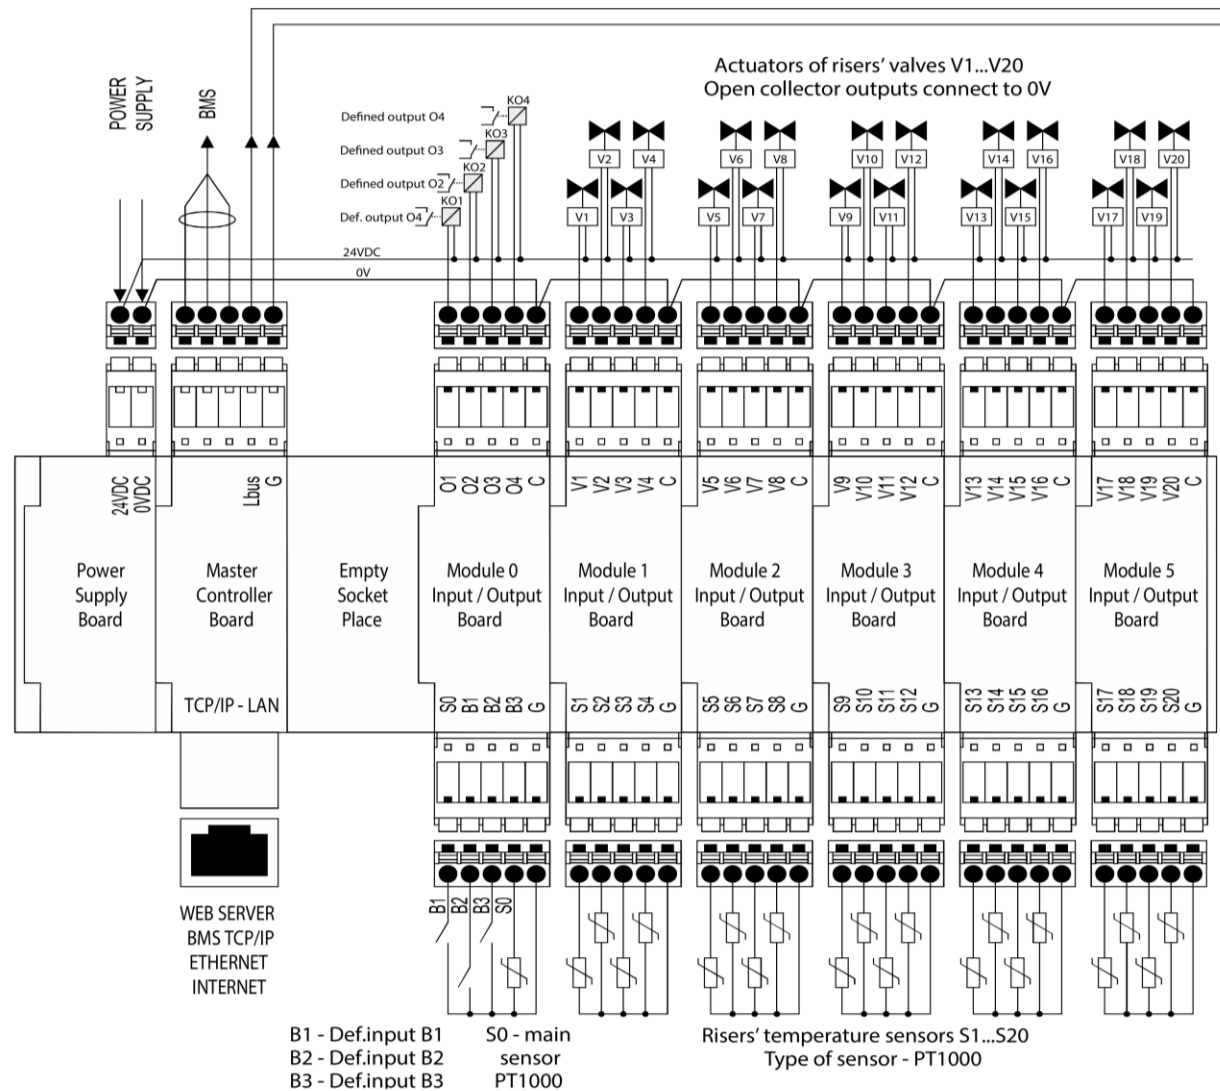 POWER
SUPPLY
BMS
Defined output O4
Defined output O3
Defined output O2
Def. output O4
KO4
KO3
KO2
KO1
24VDC
0V
Actuators of risers' valves V1...V20
Open collector outputs connect to 0V
V2 V4 V6 V8 V10 V12 V14 V16 V18 V20
V1 V3 V5 V7 V9 V11 V13 V15 V17 V19
24VDC
0VDC
Lbus
G
O1 O2 O3 O4 C
V1 V2 V3 V4 C
V5 V6 V7 V8 C
V9 V10 V11 V12 C
V13 V14 V15 V16 C
V17 V18 V19 V20 C
Power
Supply
Board
Master
Controller
Board
Empty
Socket
Place
Module 0
Input / Output
Board
Module 1
Input / Output
Board
Module 2
Input / Output
Board
Module 3
Input / Output
Board
Module 4
Input / Output
Board
Module 5
Input / Output
Board
TCP/IP - LAN
S0 B1 B2 B3 G
S1 S2 S3 S4 G
S5 S6 S7 S8 G
S9 S10 S11 S12 G
S13 S14 S15 S16 G
S17 S18 S19 S20 G
B1 B2 B3 S0
WEB SERVER
BMS TCP/IP
ETHERNET
INTERNET
B1 - Def.input B1
B2 - Def.input B2
B3 - Def.input B3
S0 - main
sensor
PT1000
Risers' temperature sensors S1...S20
Type of sensor - PT1000